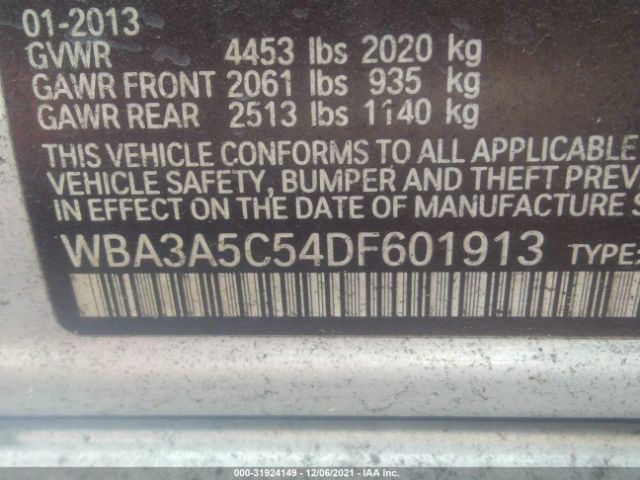 01-2013
GVWR 4453 lbs 2020 kg
GAWR FRONT 2061 lbs 935 kg
GAWR REAR 2513 lbs 1140 kg
THIS VEHICLE CONFORMS TO ALL APPLICABLE
VEHICLE SAFETY, BUMPER AND THEFT PREV
IN EFFECT ON THE DATE OF MANUFACTURE S
WBA3A5C54DF601913 TYPE:
000-31924149 - 12/06/2021 - IAA Inc.